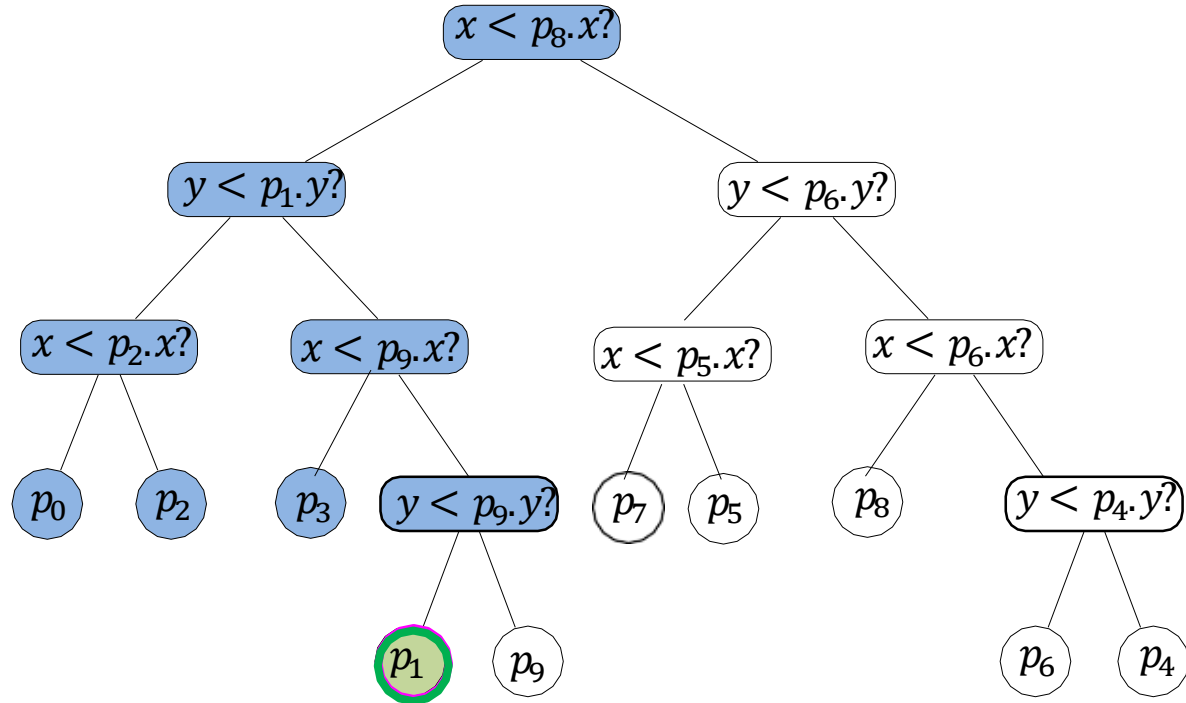 x < p₈.x?
y < p₁.y?
y < p₆.y?
x < p₂.x?
x < p₉.x?
x < p₅.x?
x < p₆.x?
p₀
p₂
p₃
y < p₉.y?
p₇
p₅
p₈
y < p₄.y?
p₁
p₉
p₆
p₄